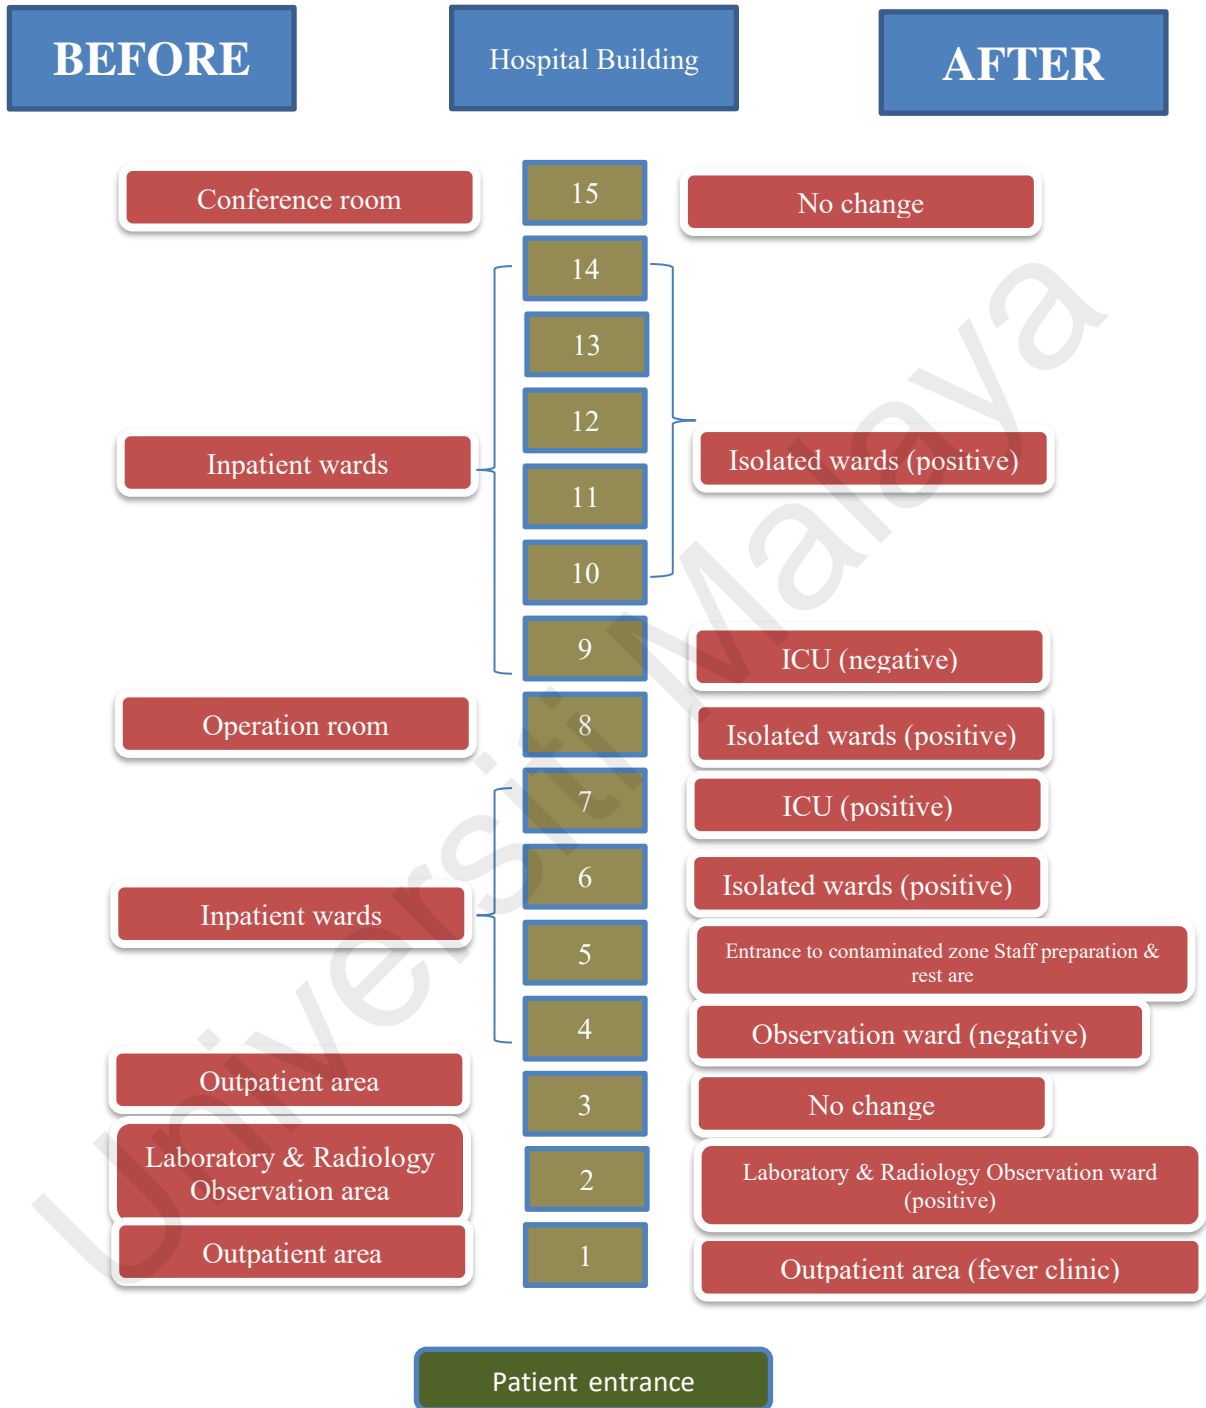 BEFORE
Hospital Building
AFTER
Conference room
15
No change
14
13
12
Inpatient wards
Isolated wards (positive)
11
10
9
ICU (negative)
Operation room
8
Isolated wards (positive)
7
ICU (positive)
6
Isolated wards (positive)
Inpatient wards
5
Entrance to contaminated zone Staff preparation &
rest are
4
Observation ward (negative)
Outpatient area
3
No change
Laboratory & Radiology
Observation area
2
Laboratory & Radiology Observation ward
(positive)
Outpatient area
1
Outpatient area (fever clinic)
Patient entrance
Universiti Malaya